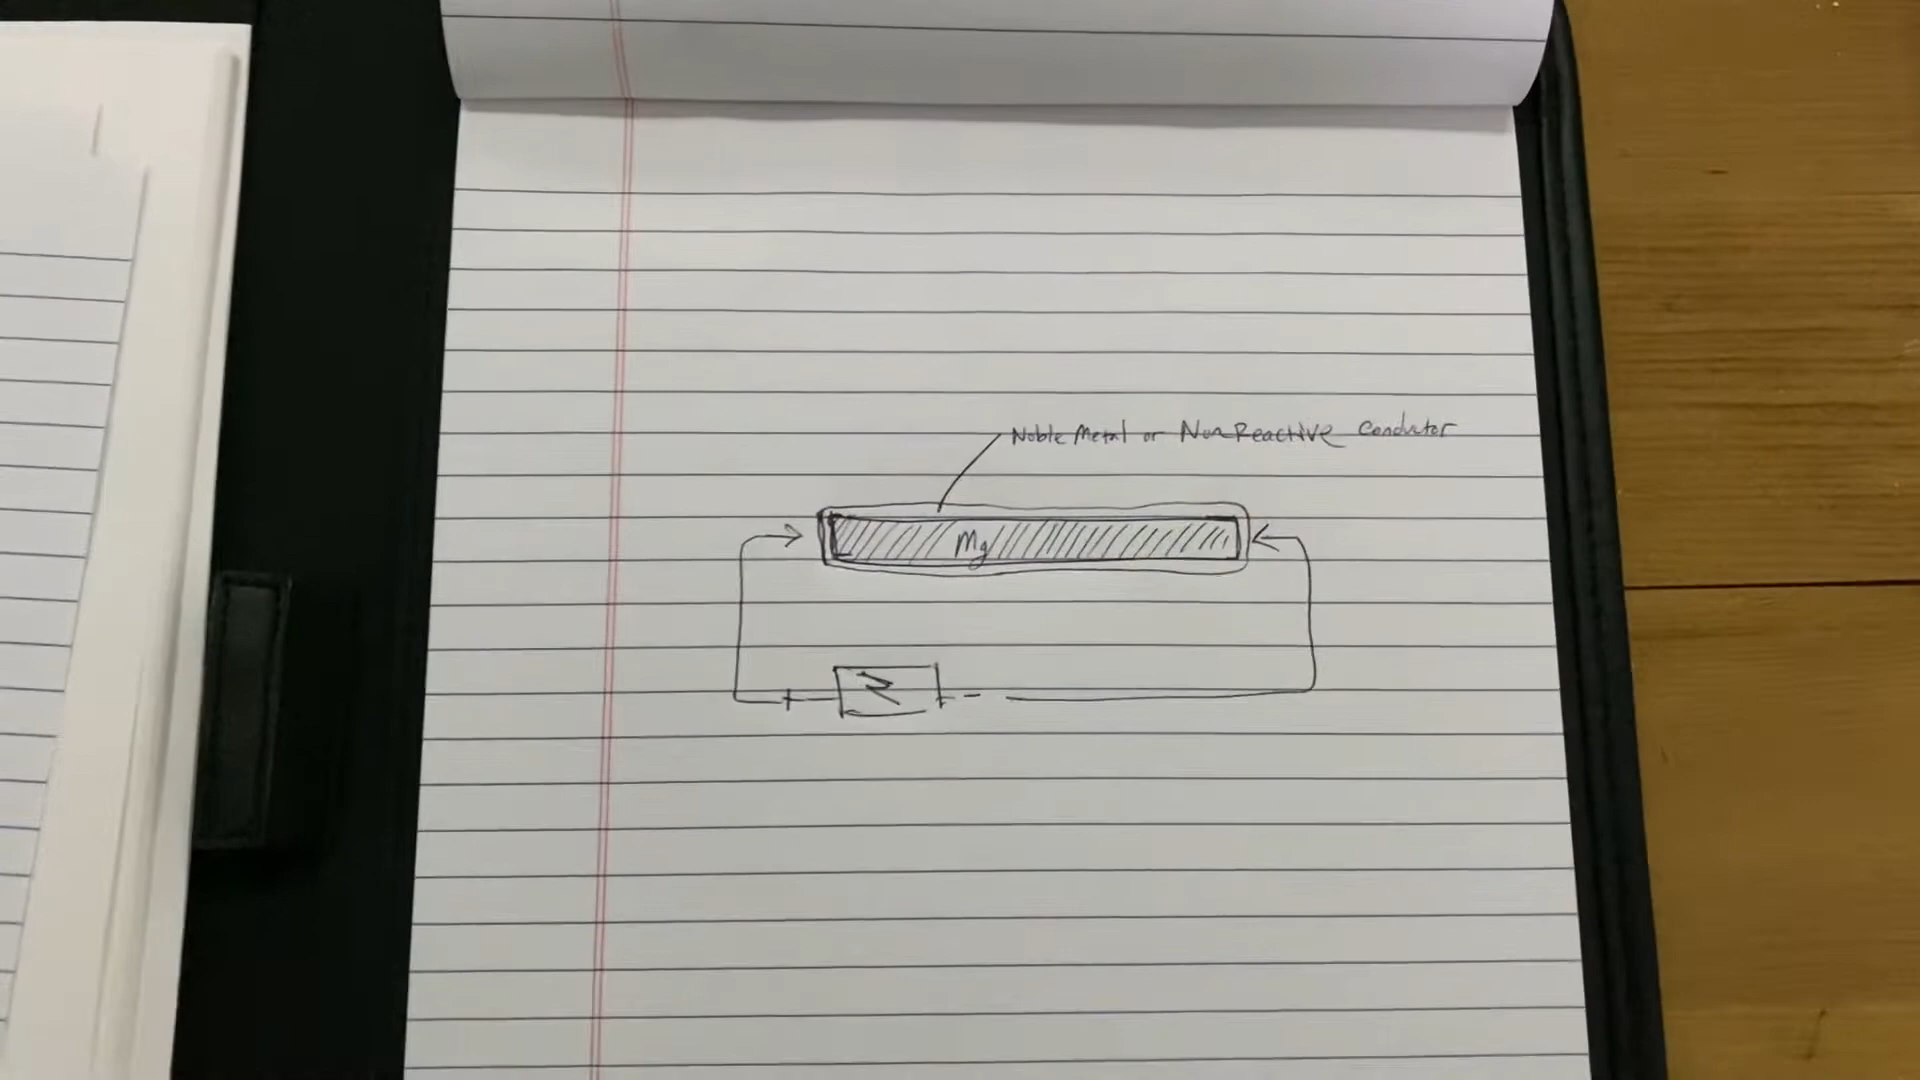 Noble Metal or Non Reactive conductor
Mg
+ -